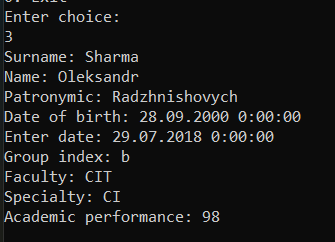 Enter choice:
3
Surname: Sharma
Name: Oleksandr
Patronymic: Radzhnishovych
Date of birth: 28.09.2000 0:00:00
Enter date: 29.07.2018 0:00:00
Group index: b
Faculty: CIT
Specialty: CI
Academic performance: 98